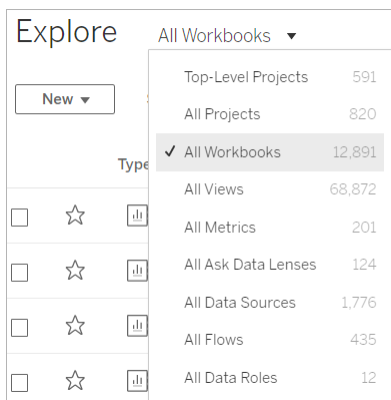 Explore All Workbooks
Top-Level Projects 591
New
All Projects 820
All Workbooks 12,891
Type
All Views 68,872
All Metrics 201
All Ask Data Lenses 124
All Data Sources 1,776
All Flows 435
All Data Roles 12